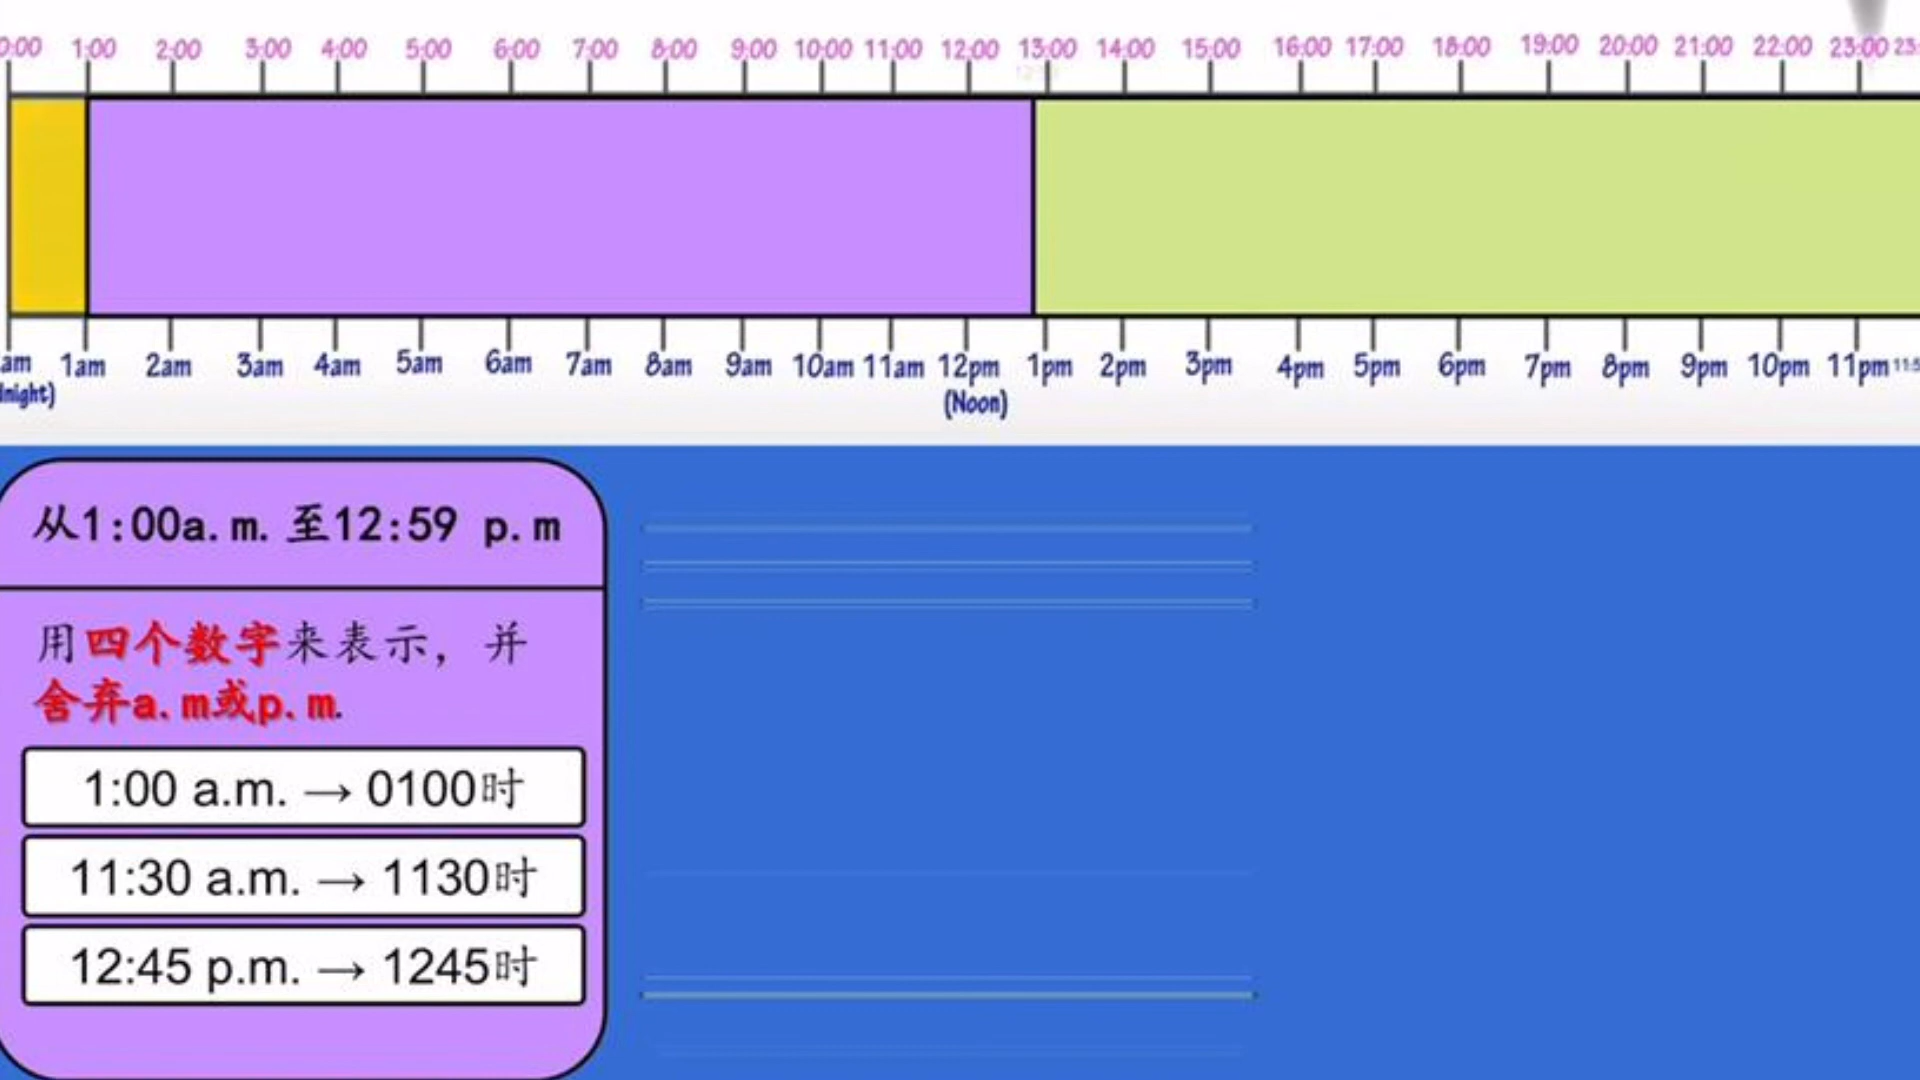 0:00 1:00 2:00 3:00 4:00 5:00 6:00 7:00 8:00 9:00 10:00 11:00 12:00 13:00 14:00 15:00 16:00 17:00 18:00 19:00 20:00 21:00 22:00 23:00 23:
am 1am 2am 3am 4am 5am 6am 7am 8am 9am 10am 11am 12pm 1pm 2pm 3pm 4pm 5pm 6pm 7pm 8pm 9pm 10pm 11pm 11:5
night) (Noon)
从1:00a.m.至12:59 p.m
用四个数字来表示，并
舍弃a.m或p.m.
1:00 a.m. → 0100时
11:30 a.m. → 1130时
12:45 p.m. → 1245时